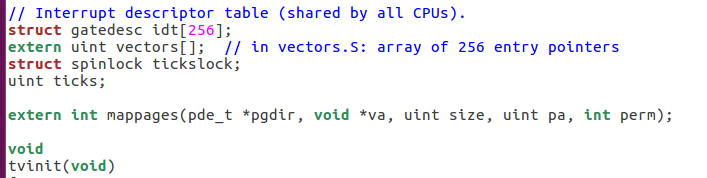 // Interrupt descriptor table (shared by all CPUs).
struct gatedesc idt[256];
extern uint vectors[];  // in vectors.S: array of 256 entry pointers
struct spinlock tickslock;
uint ticks;
extern int mappages(pde_t *pgdir, void *va, uint size, uint pa, int perm);
void
tvinit(void)